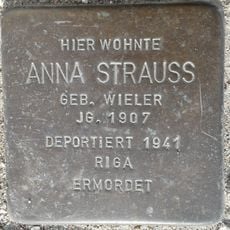 HIER WOHNTE
ANNA STRAUSS
GEB. WIELER
JG. 1907
DEPORTIERT 1941
RIGA
ERMORDET